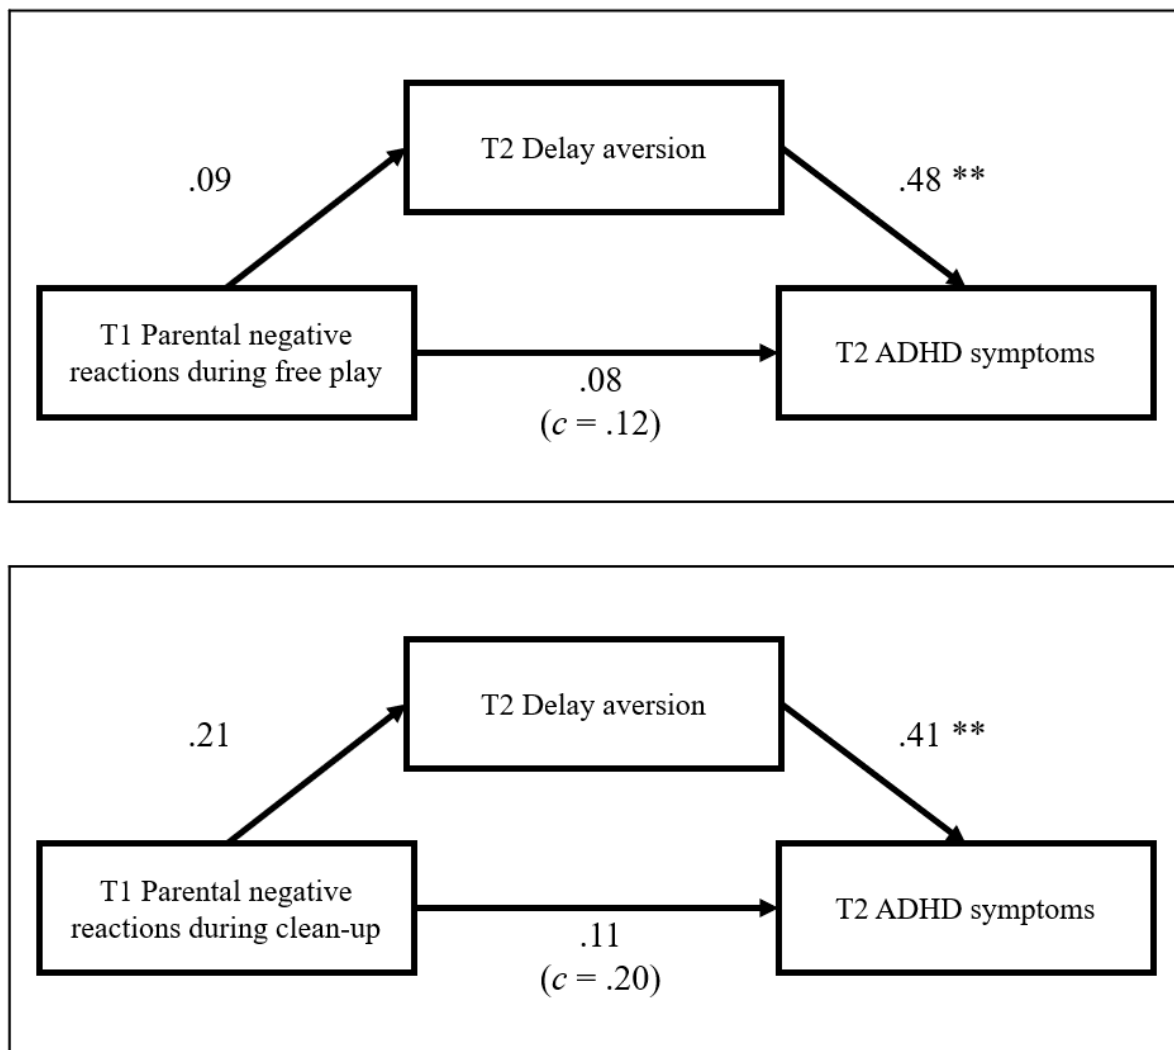 T2 Delay aversion
.09
.48 **
T1 Parental negative
reactions during free play
T2 ADHD symptoms
.08
(c = .12)
T2 Delay aversion
.21
.41 **
T1 Parental negative
reactions during clean-up
T2 ADHD symptoms
.11
(c = .20)